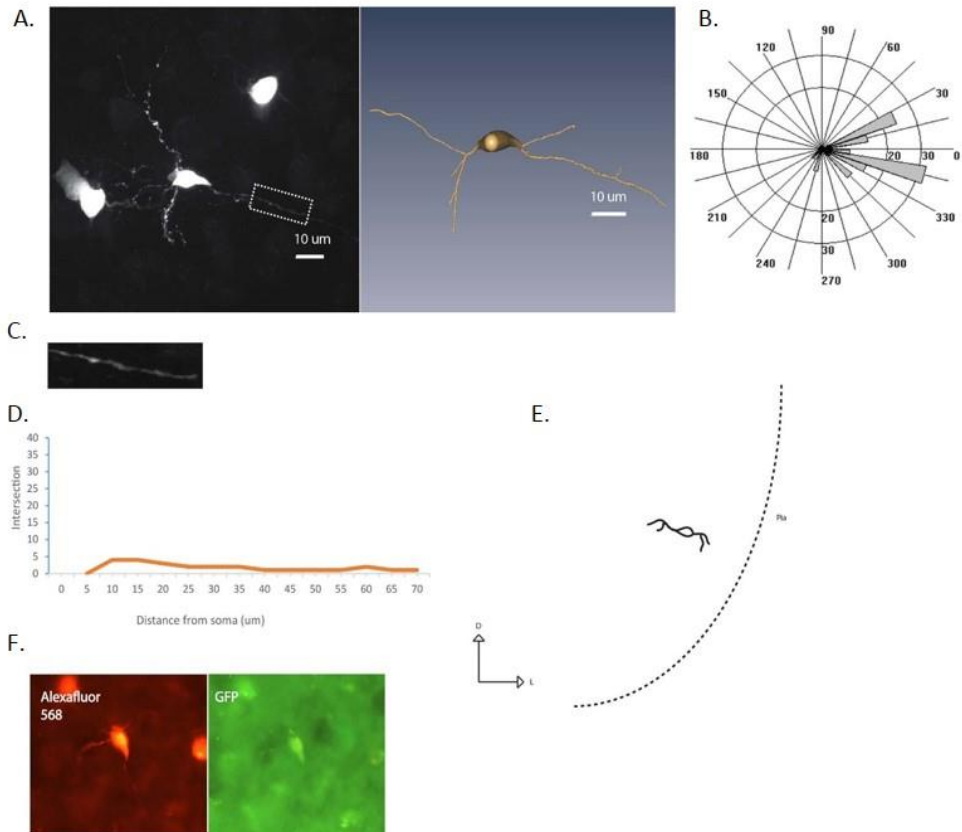 A.
10 um
10 um
B.
90
120
60
150
30
180
20
30
0
210
20
330
30
240
300
270
C.
D.
40
35
30
25
20
15
10
5
0
Intersection
0 5 10 15 20 25 30 35 40 45 50 55 60 65 70
Distance from soma (um)
E.
Pia
D
L
F.
Alexafluor
568
GFP